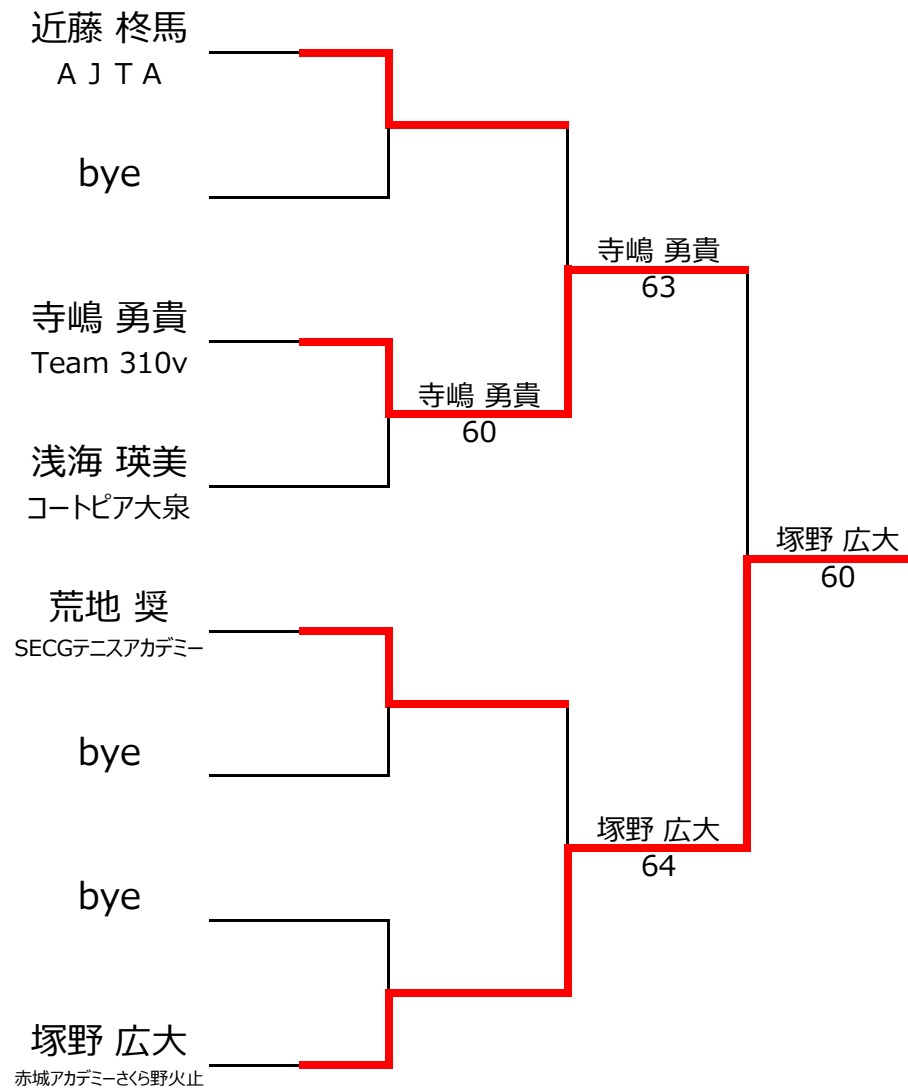 近藤 柊馬
ＡＪＴＡ
bye
寺嶋 勇貴
63
寺嶋 勇貴
Team 310v
寺嶋 勇貴
60
浅海 瑛美
コートピア大泉
塚野 広大
60
荒地 奨
SECGテニスアカデミー
bye
塚野 広大
64
bye
塚野 広大
赤城アカデミーさくら野火止